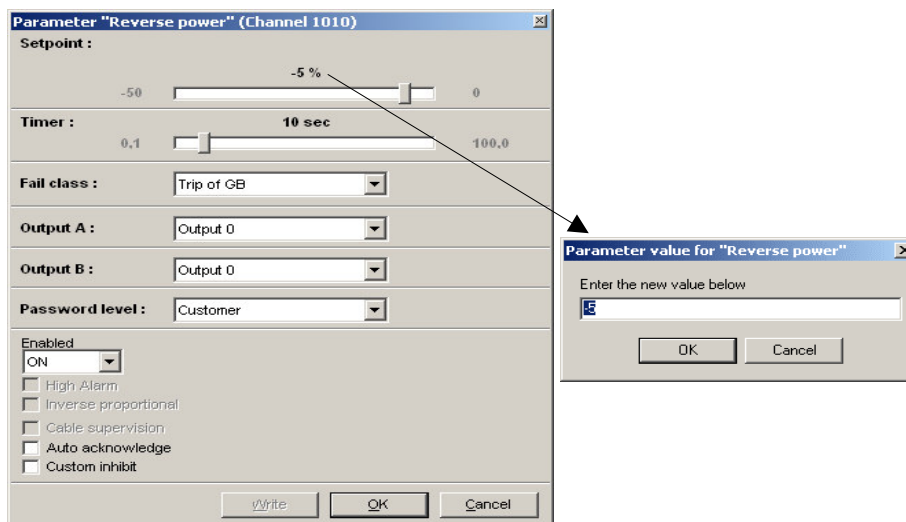 Parameter "Reverse power" (Channel 1010)
Setpoint :
-5 %
-50 0
Timer : 10 sec
0,1 100,0
Fail class : Trip of GB
Output A : Output 0
Output B : Output 0
Password level : Customer
Enabled
ON
High Alarm
Inverse proportional
Cable supervision
Auto acknowledge
Custom inhibit
Write OK Cancel
Parameter value for "Reverse power"
Enter the new value below
-5
OK Cancel